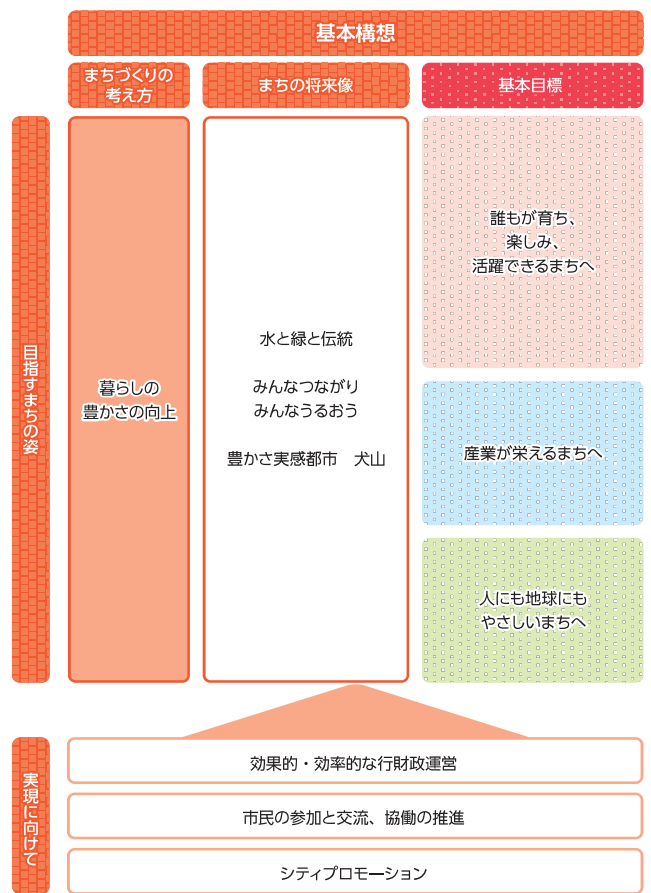 基本構想
まちづくりの
考え方
まちの将来像
基本目標
目指すまちの姿
暮らしの
豊かさの向上
水と緑と伝統
みんなつながり
みんなうるおう
豊かさ実感都市　犬山
誰もが育ち、
楽しみ、
活躍できるまちへ
産業が栄えるまちへ
人にも地球にも
やさしいまちへ
実現に向けて
効果的・効率的な行財政運営
市民の参加と交流、協働の推進
シティプロモーション